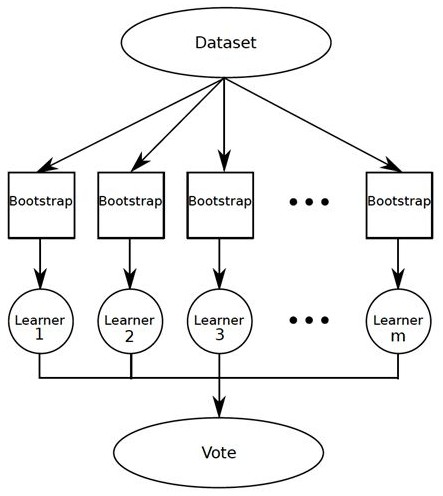 Dataset
Bootstrap Bootstrap Bootstrap ••• Bootstrap
Learner Learner Learner ••• Learner
1 2 3 m
Vote